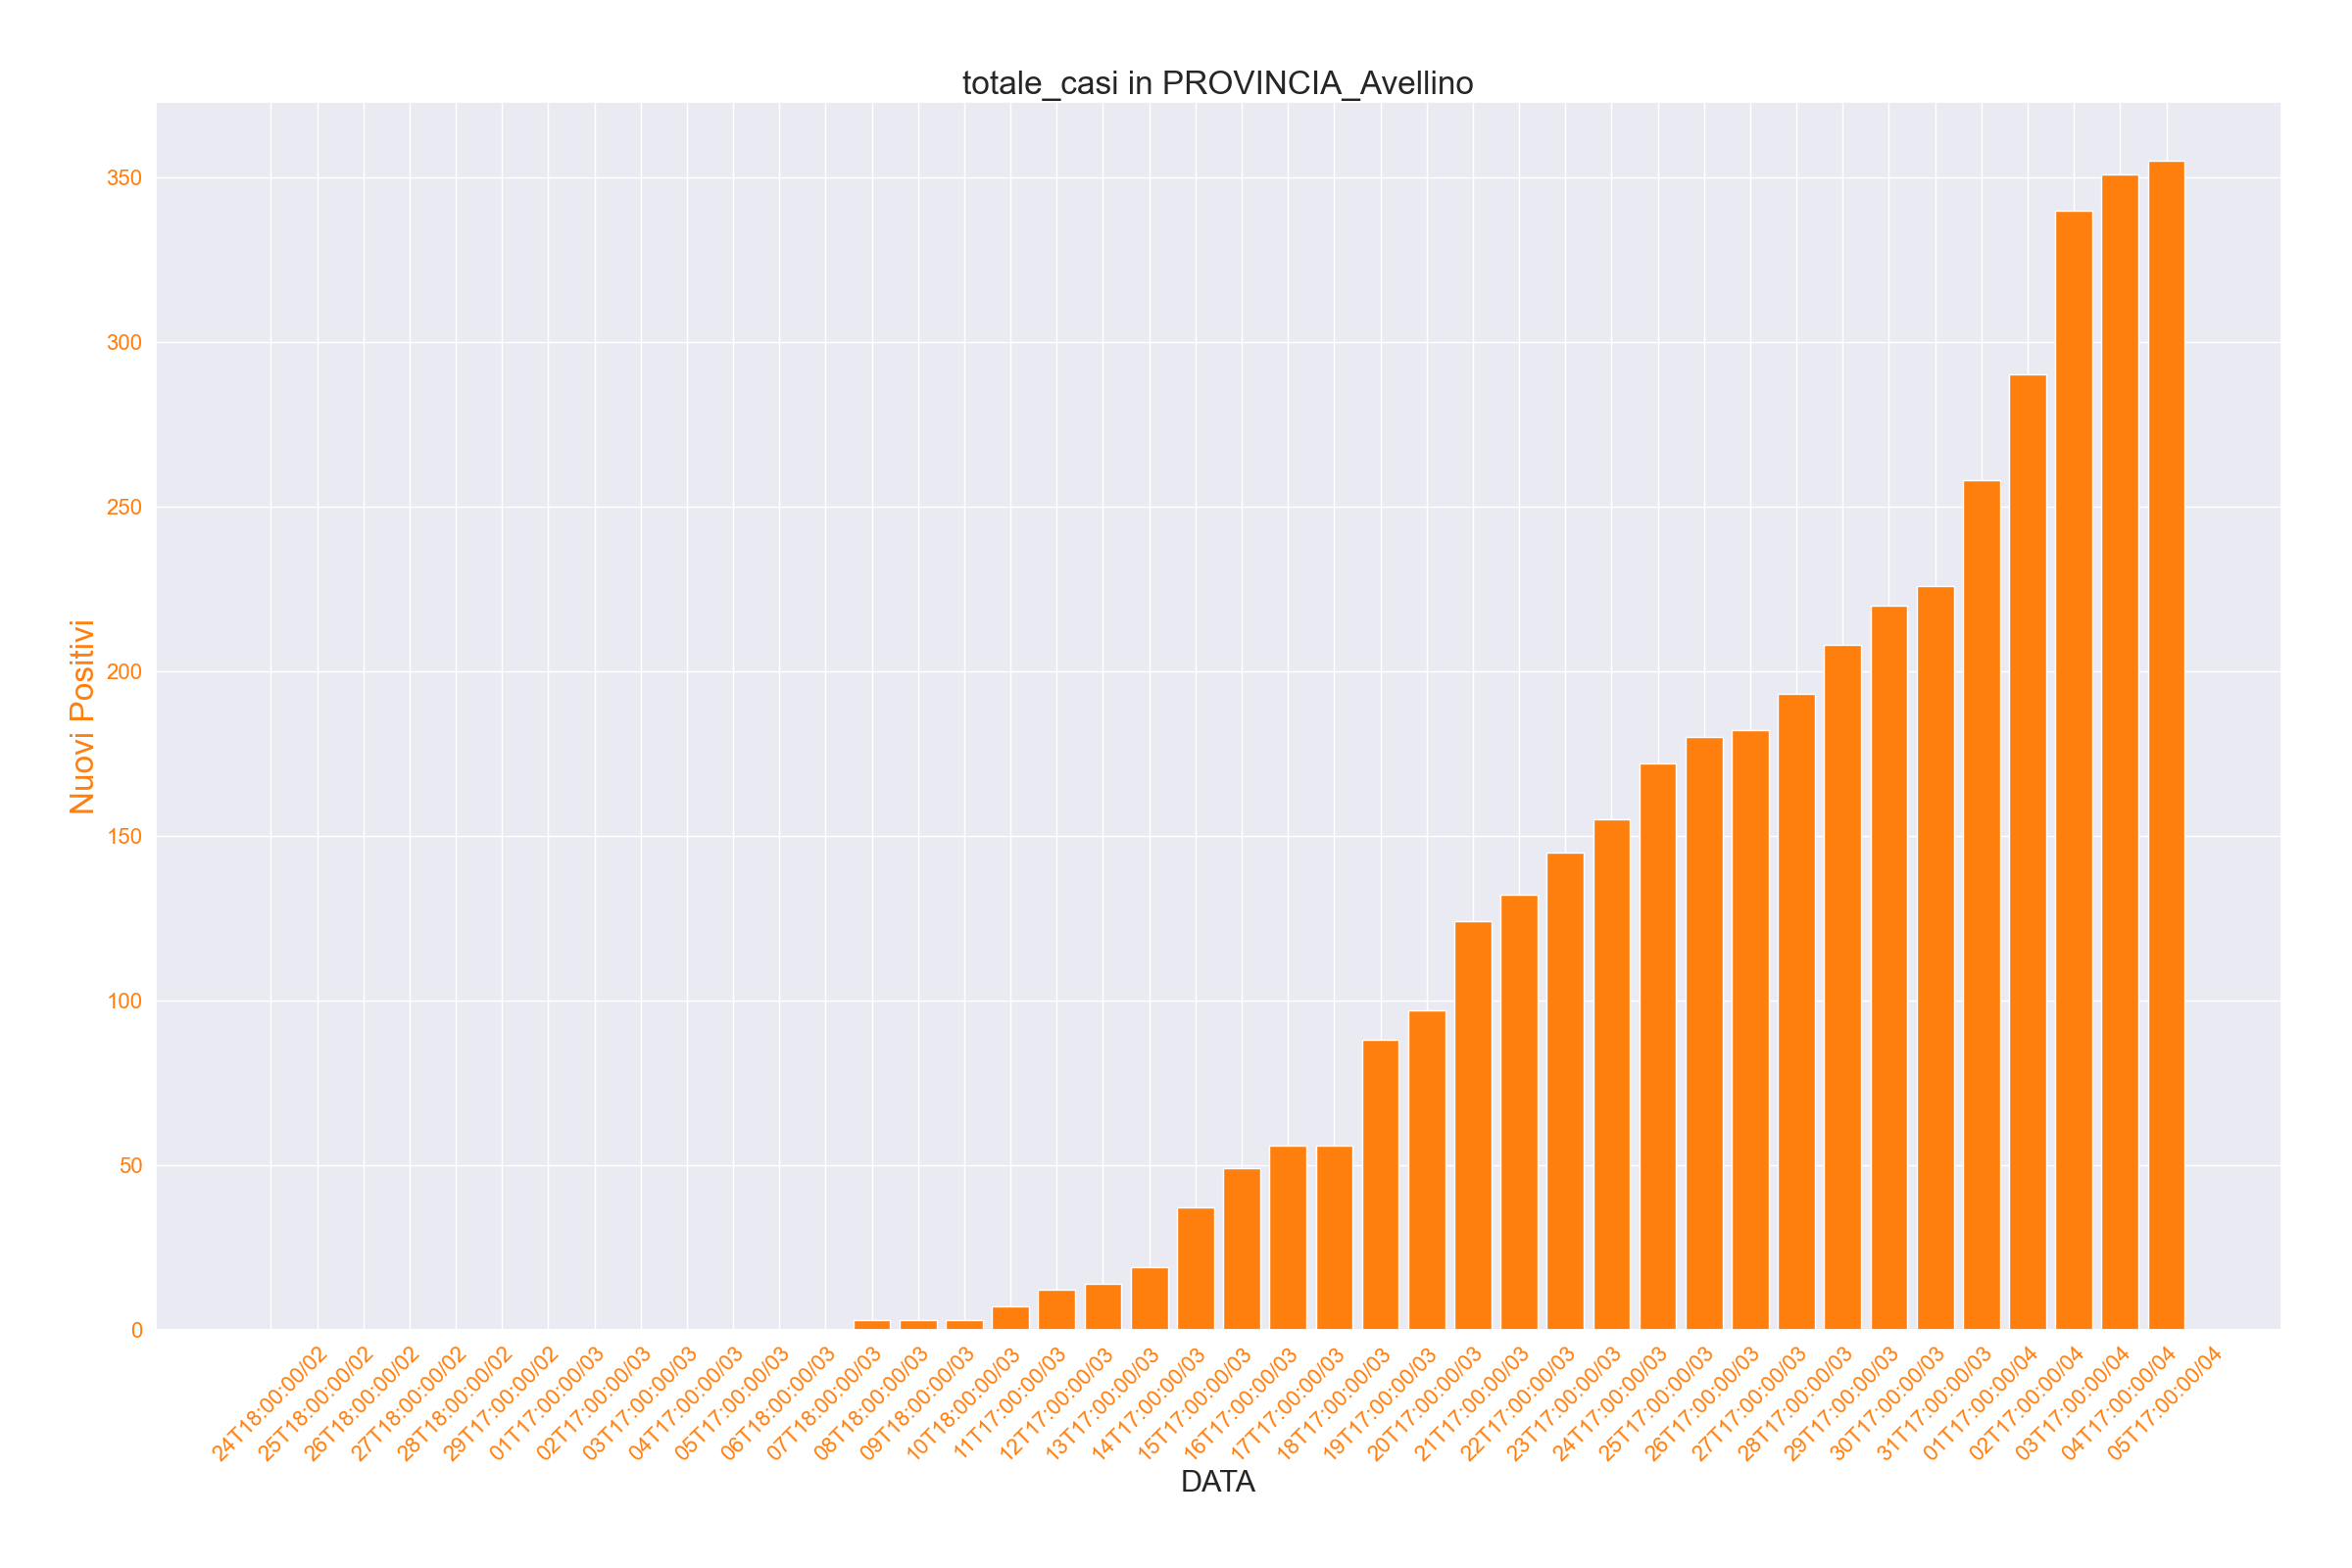 totale_casi in PROVINCIA_Avellino
Nuovi Positivi
350
300
250
200
150
100
50
0
24T18:00:00/02
25T18:00:00/02
26T18:00:00/02
27T18:00:00/02
28T18:00:00/02
29T17:00:00/02
01T17:00:00/03
02T17:00:00/03
03T17:00:00/03
04T17:00:00/03
05T17:00:00/03
06T18:00:00/03
07T18:00:00/03
08T18:00:00/03
09T18:00:00/03
10T18:00:00/03
11T17:00:00/03
12T17:00:00/03
13T17:00:00/03
14T17:00:00/03
15T17:00:00/03
16T17:00:00/03
17T17:00:00/03
18T17:00:00/03
19T17:00:00/03
20T17:00:00/03
21T17:00:00/03
22T17:00:00/03
23T17:00:00/03
24T17:00:00/03
25T17:00:00/03
26T17:00:00/03
27T17:00:00/03
28T17:00:00/03
29T17:00:00/03
30T17:00:00/03
31T17:00:00/03
01T17:00:00/04
02T17:00:00/04
03T17:00:00/04
04T17:00:00/04
05T17:00:00/04
DATA